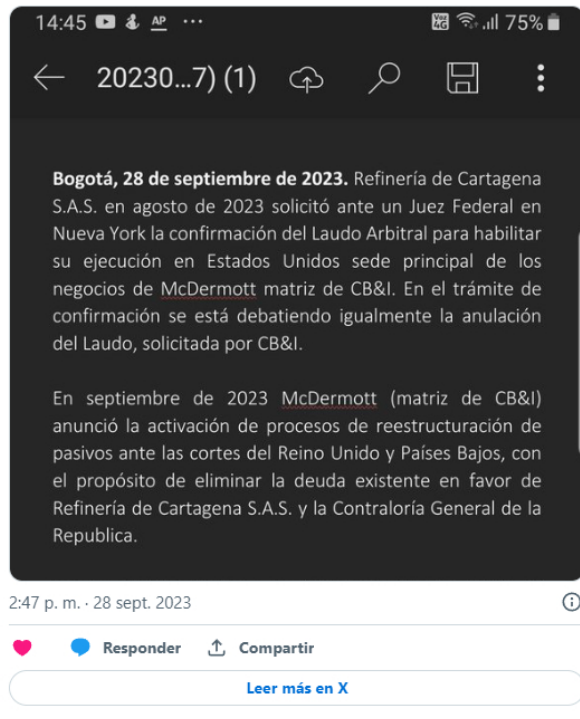 14:45 AP ... Voz 4G 75%
20230...7) (1)
Bogotá, 28 de septiembre de 2023. Refinería de Cartagena
S.A.S. en agosto de 2023 solicitó ante un Juez Federal en
Nueva York la confirmación del Laudo Arbitral para habilitar
su ejecución en Estados Unidos sede principal de los
negocios de McDermott matriz de CB&I. En el trámite de
confirmación se está debatiendo igualmente la anulación
del Laudo, solicitada por CB&I.
En septiembre de 2023 McDermott (matriz de CB&I)
anunció la activación de procesos de reestructuración de
pasivos ante las cortes del Reino Unido y Países Bajos, con
el propósito de eliminar la deuda existente en favor de
Refinería de Cartagena S.A.S. y la Contraloría General de la
Republica.
2:47 p. m. · 28 sept. 2023
Responder Compartir
Leer más en X